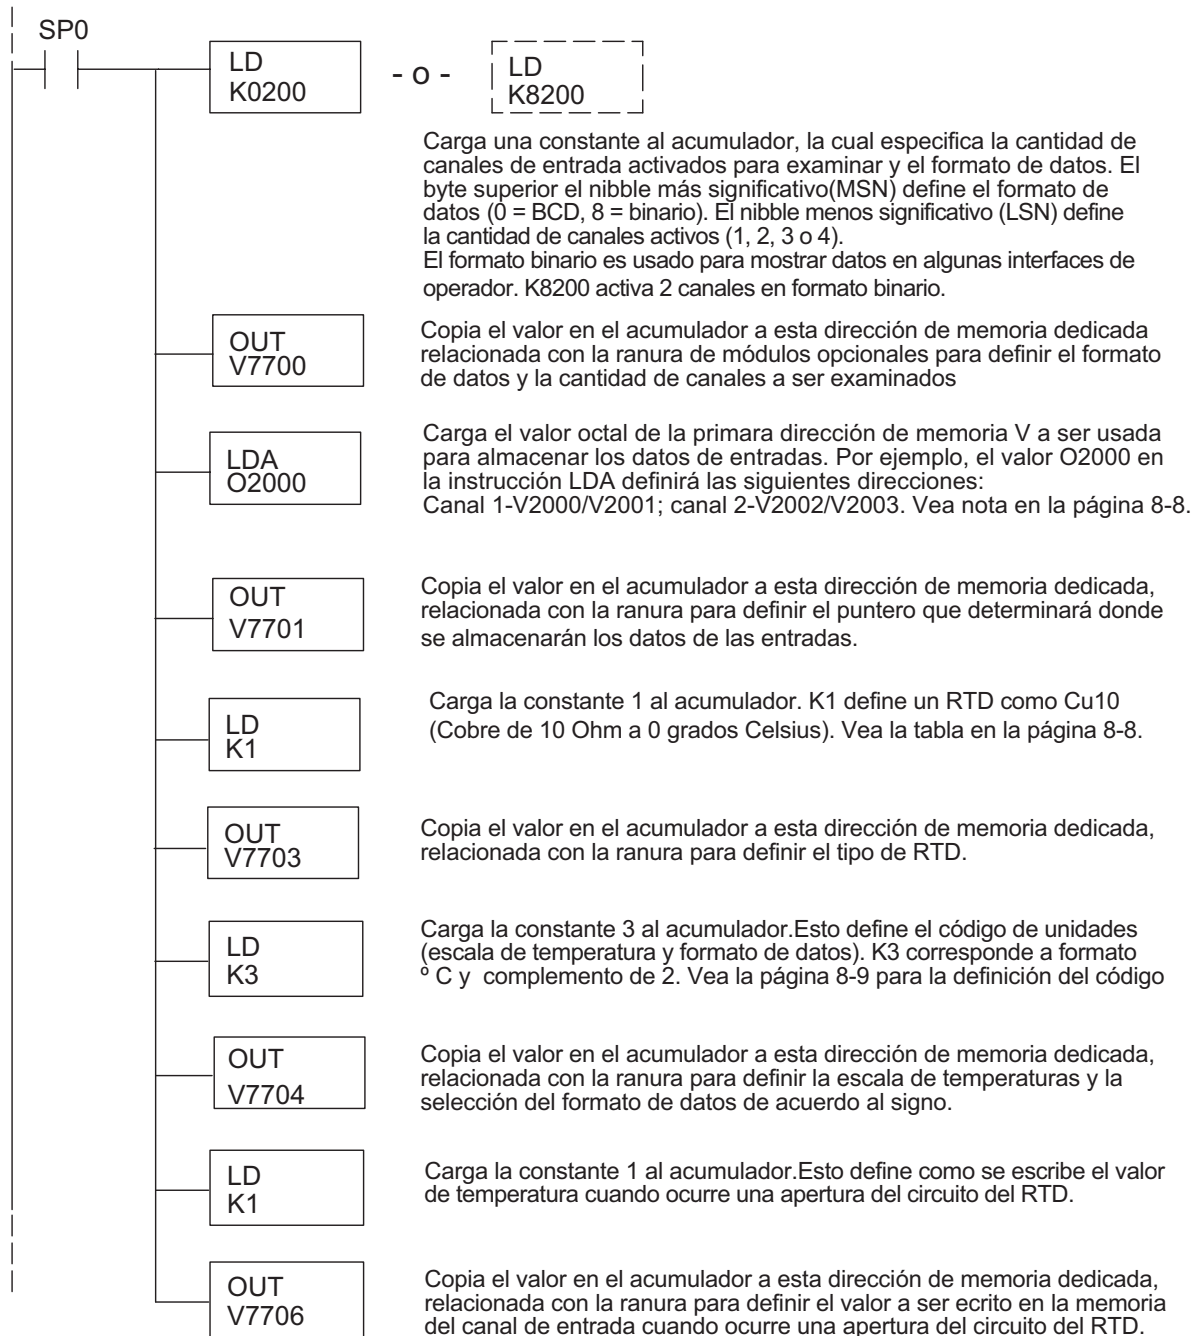 SP0
LD
K0200
- o -
LD
K8200
Carga una constante al acumulador, la cual especifica la cantidad de
canales de entrada activados para examinar y el formato de datos. El
byte superior el nibble más significativo(MSN) define el formato de
datos (0 = BCD, 8 = binario). El nibble menos significativo (LSN) define
la cantidad de canales activos (1, 2, 3 o 4).
El formato binario es usado para mostrar datos en algunas interfaces de
operador. K8200 activa 2 canales en formato binario.
OUT
V7700
Copia el valor en el acumulador a esta dirección de memoria dedicada
relacionada con la ranura de módulos opcionales para definir el formato
de datos y la cantidad de canales a ser examinados
LDA
O2000
Carga el valor octal de la primara dirección de memoria V a ser usada
para almacenar los datos de entradas. Por ejemplo, el valor O2000 en
la instrucción LDA definirá las siguientes direcciones:
Canal 1-V2000/V2001; canal 2-V2002/V2003. Vea nota en la página 8-8.
OUT
V7701
Copia el valor en el acumulador a esta dirección de memoria dedicada,
relacionada con la ranura para definir el puntero que determinará donde
se almacenarán los datos de las entradas.
LD
K1
Carga la constante 1 al acumulador. K1 define un RTD como Cu10
(Cobre de 10 Ohm a 0 grados Celsius). Vea la tabla en la página 8-8.
OUT
V7703
Copia el valor en el acumulador a esta dirección de memoria dedicada,
relacionada con la ranura para definir el tipo de RTD.
LD
K3
Carga la constante 3 al acumulador.Esto define el código de unidades
(escala de temperatura y formato de datos). K3 corresponde a formato
º C y complemento de 2. Vea la página 8-9 para la definición del código
OUT
V7704
Copia el valor en el acumulador a esta dirección de memoria dedicada,
relacionada con la ranura para definir la escala de temperaturas y la
selección del formato de datos de acuerdo al signo.
LD
K1
Carga la constante 1 al acumulador.Esto define como se escribe el valor
de temperatura cuando ocurre una apertura del circuito del RTD.
OUT
V7706
Copia el valor en el acumulador a esta dirección de memoria dedicada,
relacionada con la ranura para definir el valor a ser ecrito en la memoria
del canal de entrada cuando ocurre una apertura del circuito del RTD.